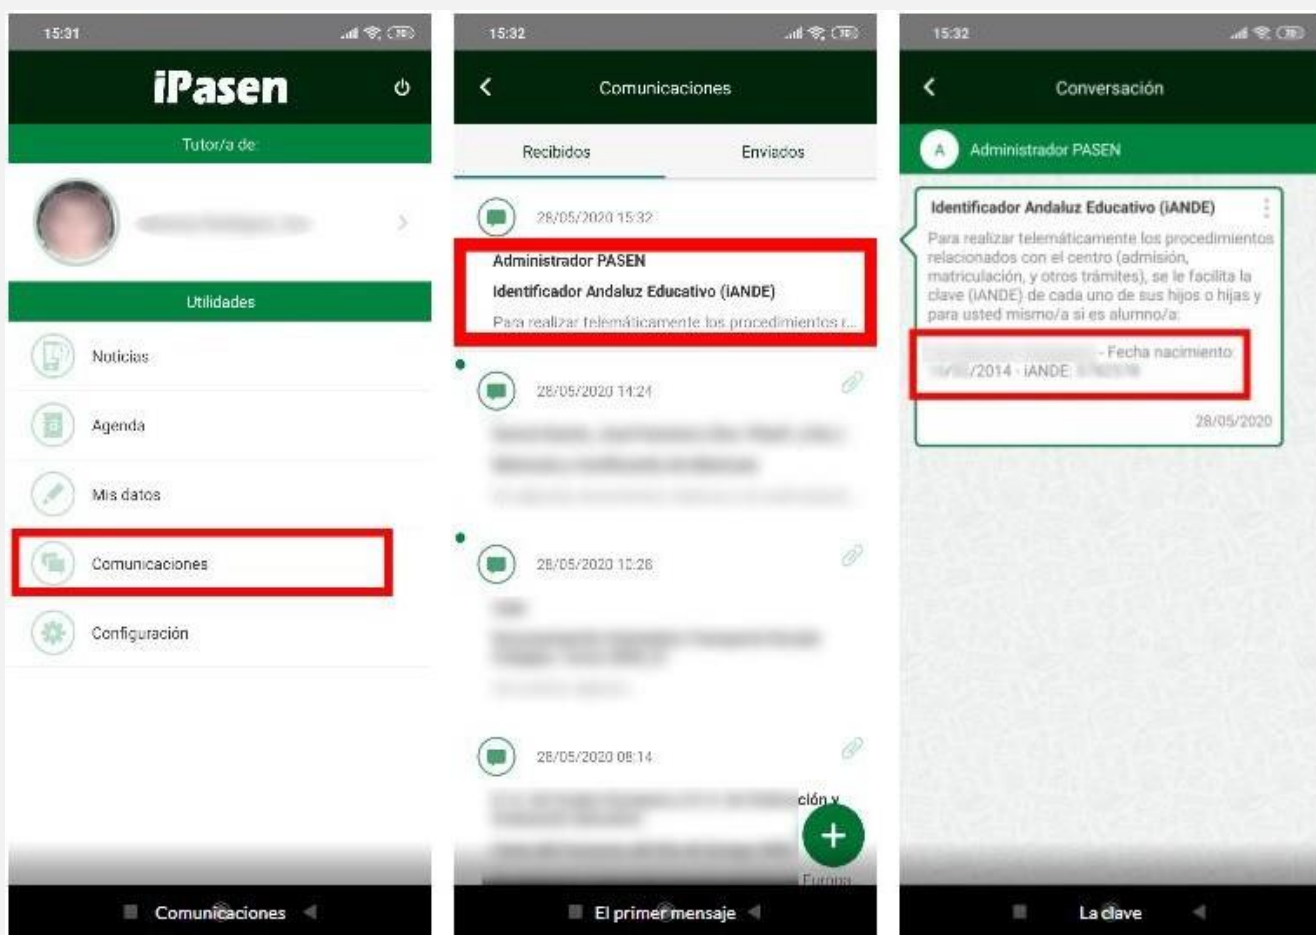 15:31
iPasen
Tutor/a de:
Utilidades
Noticias
Agenda
Mis datos
Comunicaciones
Configuración
Comunicaciones
15:32
Comunicaciones
Recibidos
Enviados
28/05/2020 15:32
Administrador PASEN
Identificador Andaluz Educativo (iANDE)
Para realizar telemáticamente los procedimientos r...
28/05/2020 14:24
28/05/2020 10:28
28/05/2020 08:14
ción y
Europa
El primer mensaje
15:32
Conversación
A
Administrador PASEN
Identificador Andaluz Educativo (iANDE)
Para realizar telemáticamente los procedimientos
relacionados con el centro (admisión,
matriculación, y otros trámites), se le facilita la
clave (iANDE) de cada uno de sus hijos o hijas y
para usted mismo/a si es alumno/a:
- Fecha nacimiento:
/2014 - iANDE:
28/05/2020
La clave